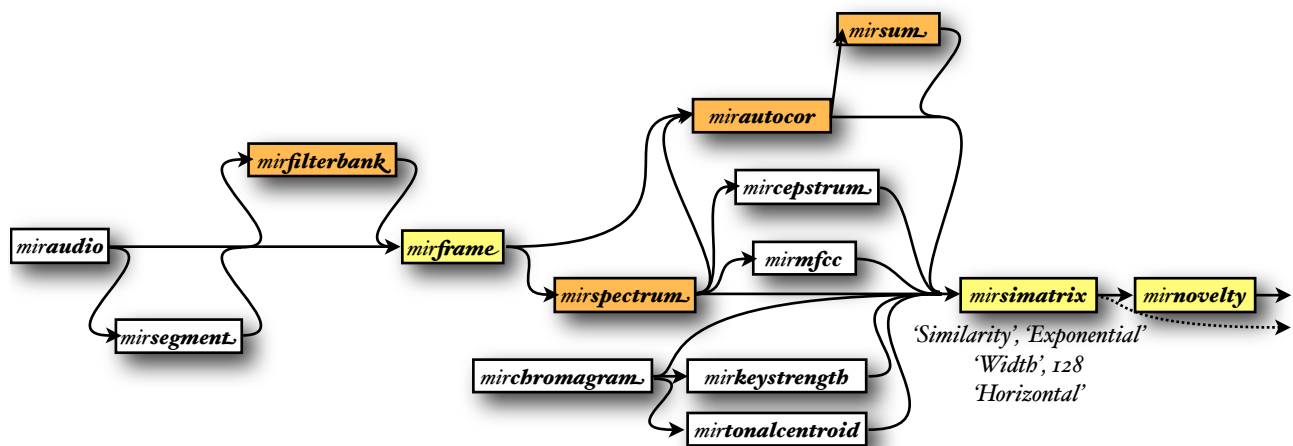 mirsum
mirautocor
mirfilterbank
mircepstrum
miraudio
mirframe
mirmfcc
mirspectrum
mirsimatrix
mirnovelty
mirsegment
‘Similarity’, ‘Exponential’
‘Width’, 128
‘Horizontal’
mirchromagram
mirkeystrength
mirtonalcentroid